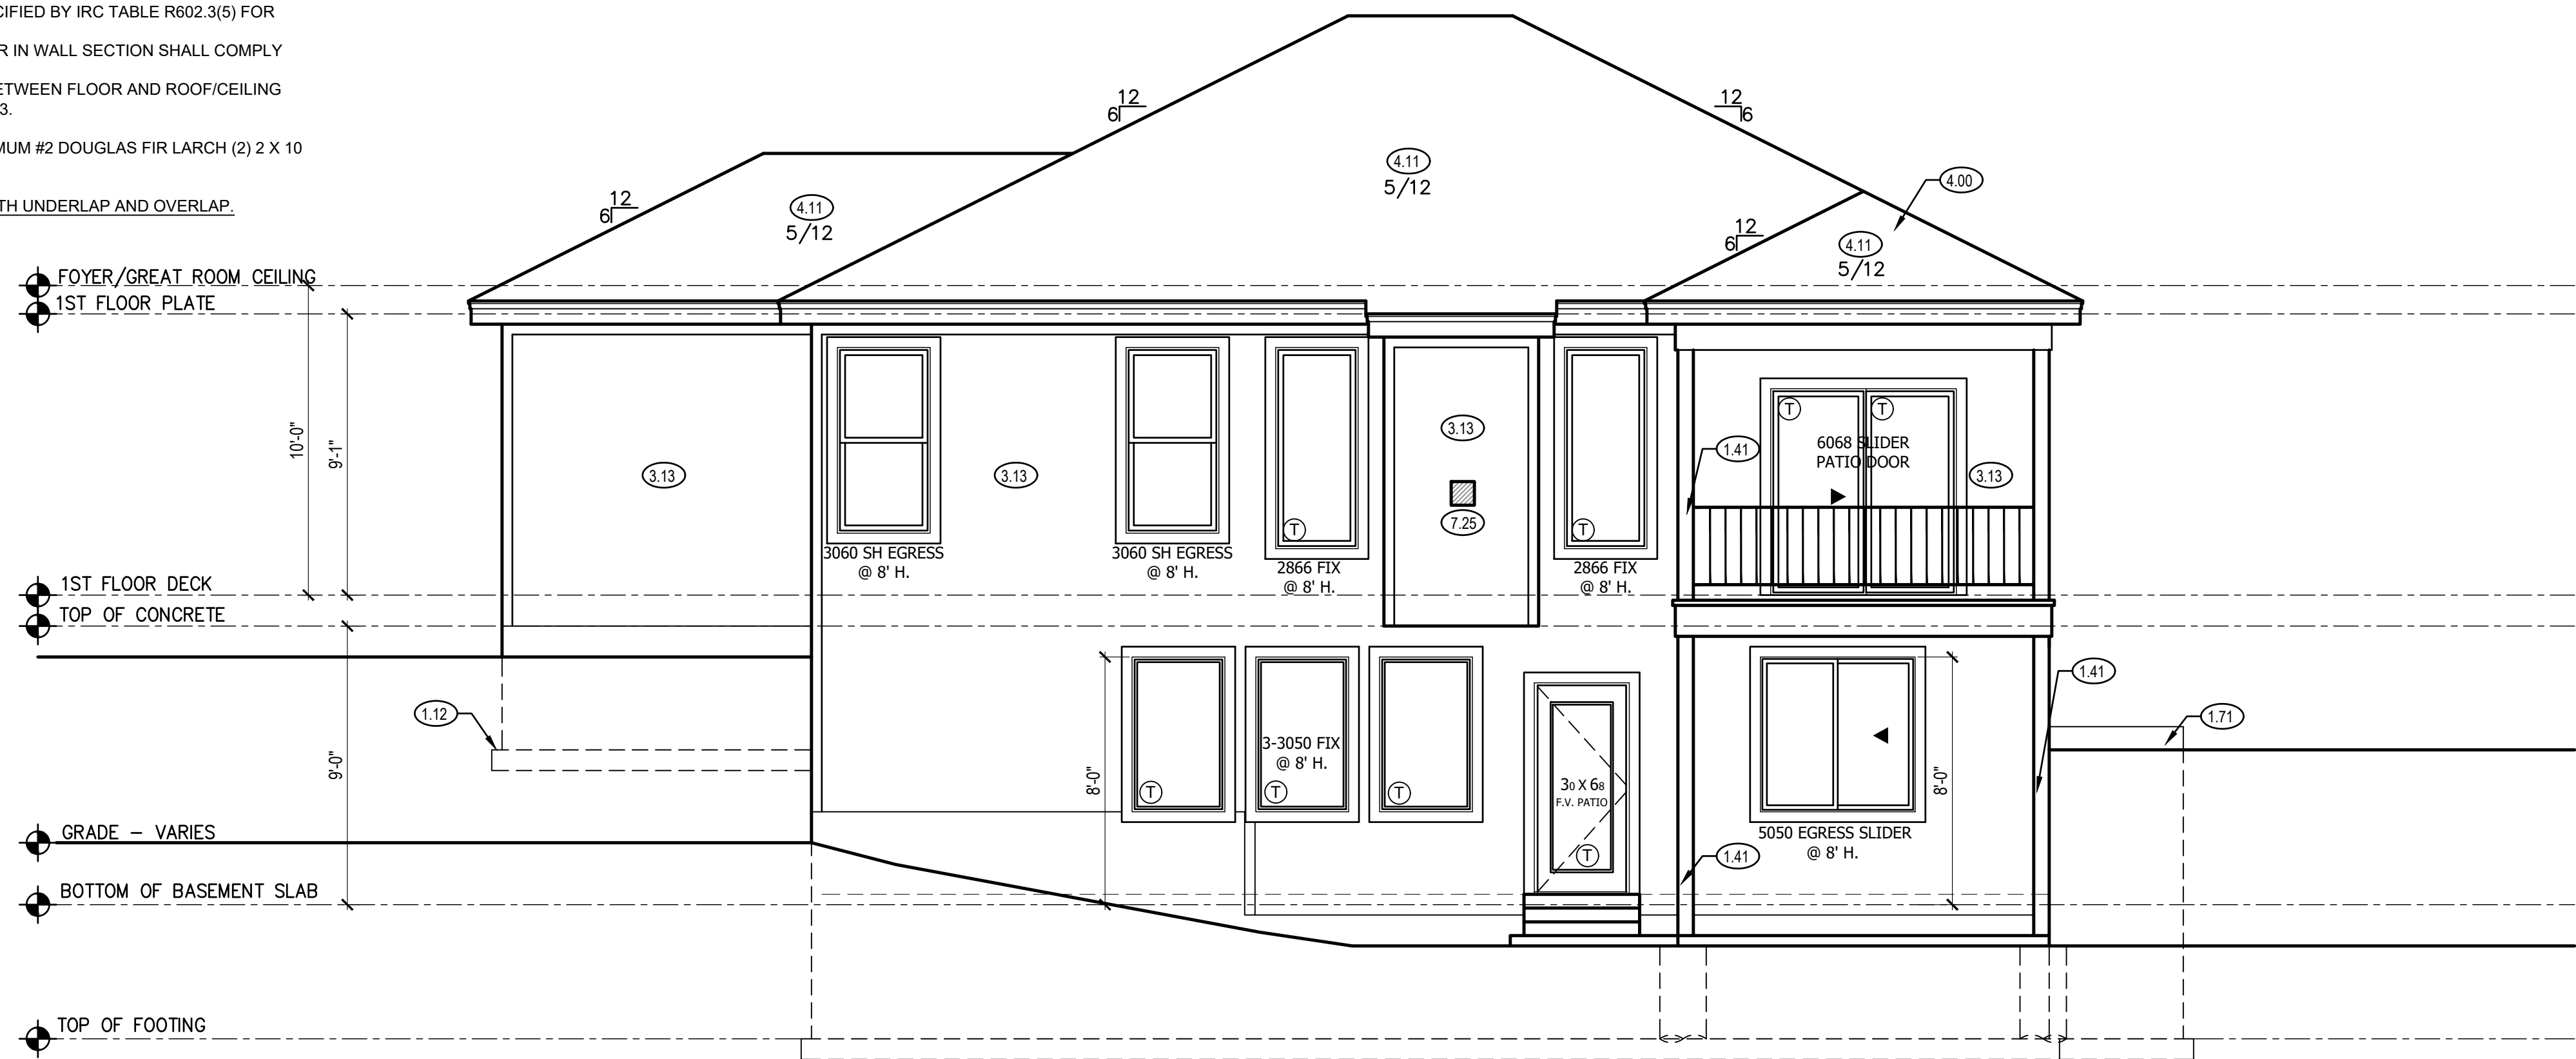 CIFIED BY IRC TABLE R602.3(5) FOR
R IN WALL SECTION SHALL COMPLY
ETWEEN FLOOR AND ROOF/CEILING
3.
MUM #2 DOUGLAS FIR LARCH (2) 2 X 10
TH UNDERLAP AND OVERLAP.
12
6
12
6
4.11
5/12
4.00
12
6
4.11
5/12
12
6
4.11
5/12
FOYER/GREAT ROOM CEILING
1ST FLOOR PLATE
10'-0"
9'-1"
3.13
3.13
3.13
7.25
1.41
T
T
6068 SLIDER
PATIO DOOR
3.13
T
T
3060 SH EGRESS
@ 8' H.
3060 SH EGRESS
@ 8' H.
2866 FIX
@ 8' H.
2866 FIX
@ 8' H.
1ST FLOOR DECK
TOP OF CONCRETE
1.12
9'-0"
8'-0"
3-3050 FIX
@ 8' H.
T
T
T
30 X 68
F.V. PATIO
T
1.41
1.71
8'-0"
5050 EGRESS SLIDER
@ 8' H.
1.41
GRADE - VARIES
BOTTOM OF BASEMENT SLAB
TOP OF FOOTING